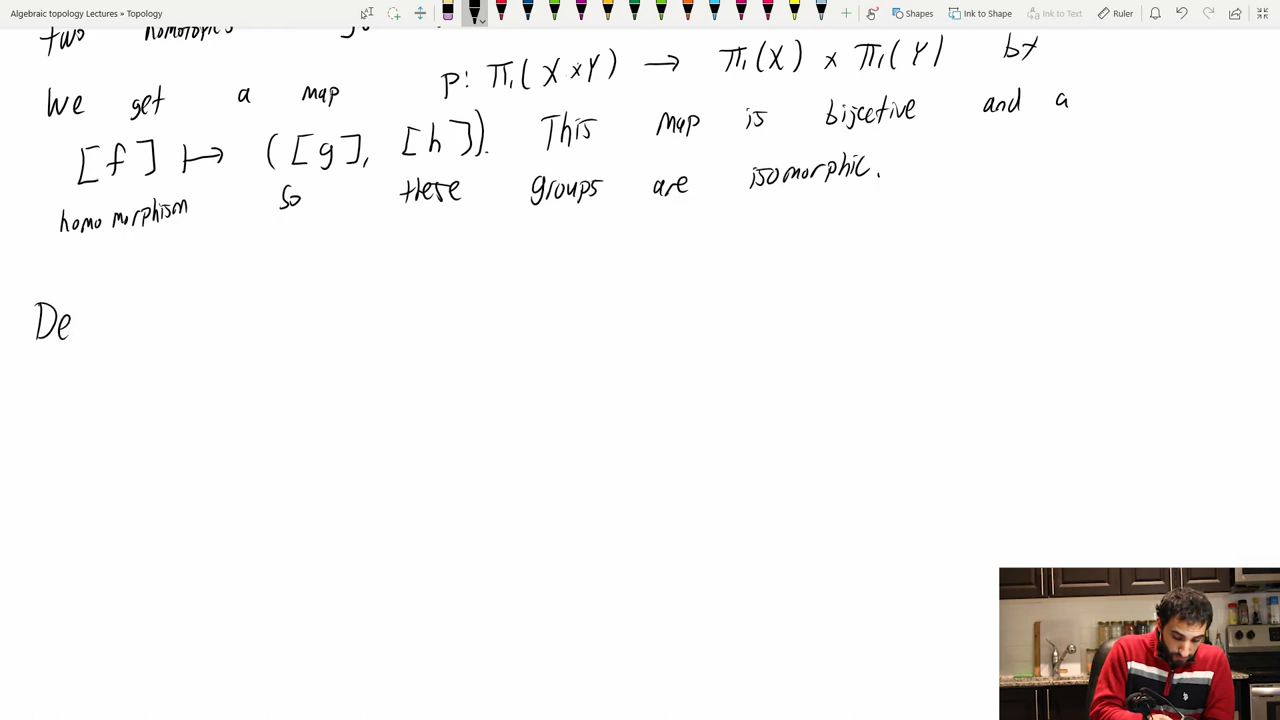 Algebraic topology Lectures » Topology
Shapes
Ink to Shape
Ink to Text
Ruler
two homotopies
We get a map p: π₁(X×Y) → π₁(X) × π₁(Y) by
[f] ↦ ([g], [h]). This map is bijcetive and a
homomorphism so these groups are isomorphic.
De